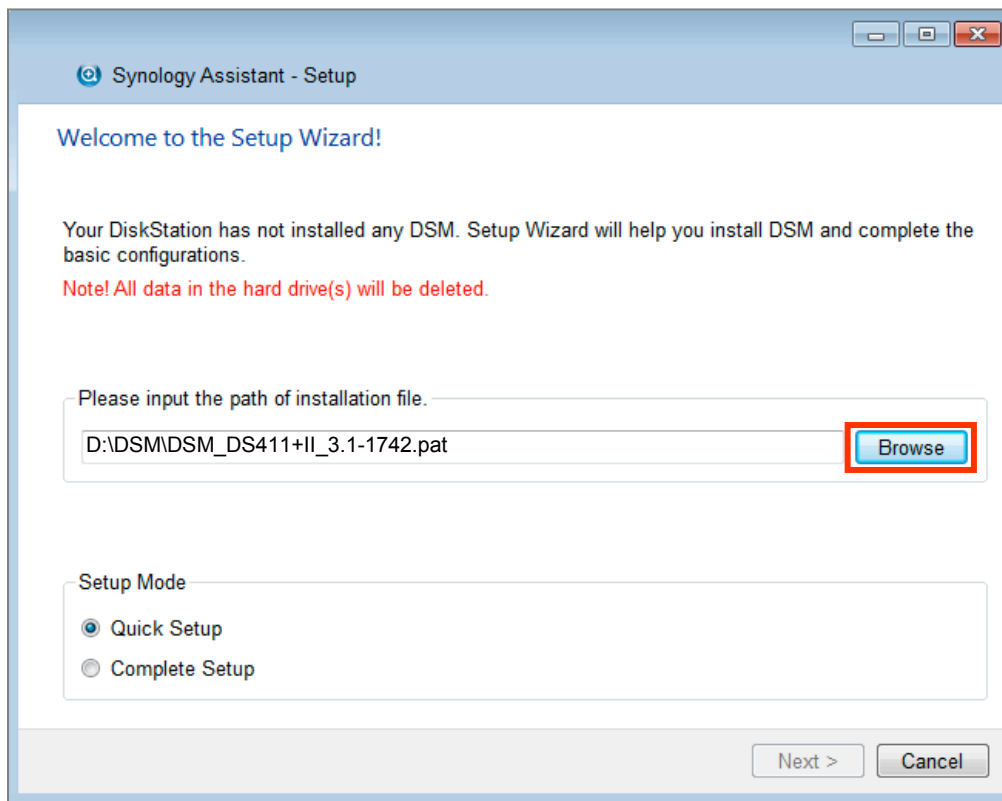 Synology Assistant - Setup
Welcome to the Setup Wizard!
Your DiskStation has not installed any DSM. Setup Wizard will help you install DSM and complete the
basic configurations.
Note! All data in the hard drive(s) will be deleted.
Please input the path of installation file.
D:\DSM\DSM_DS411+II_3.1-1742.pat
Browse
Setup Mode
Quick Setup
Complete Setup
Next >
Cancel